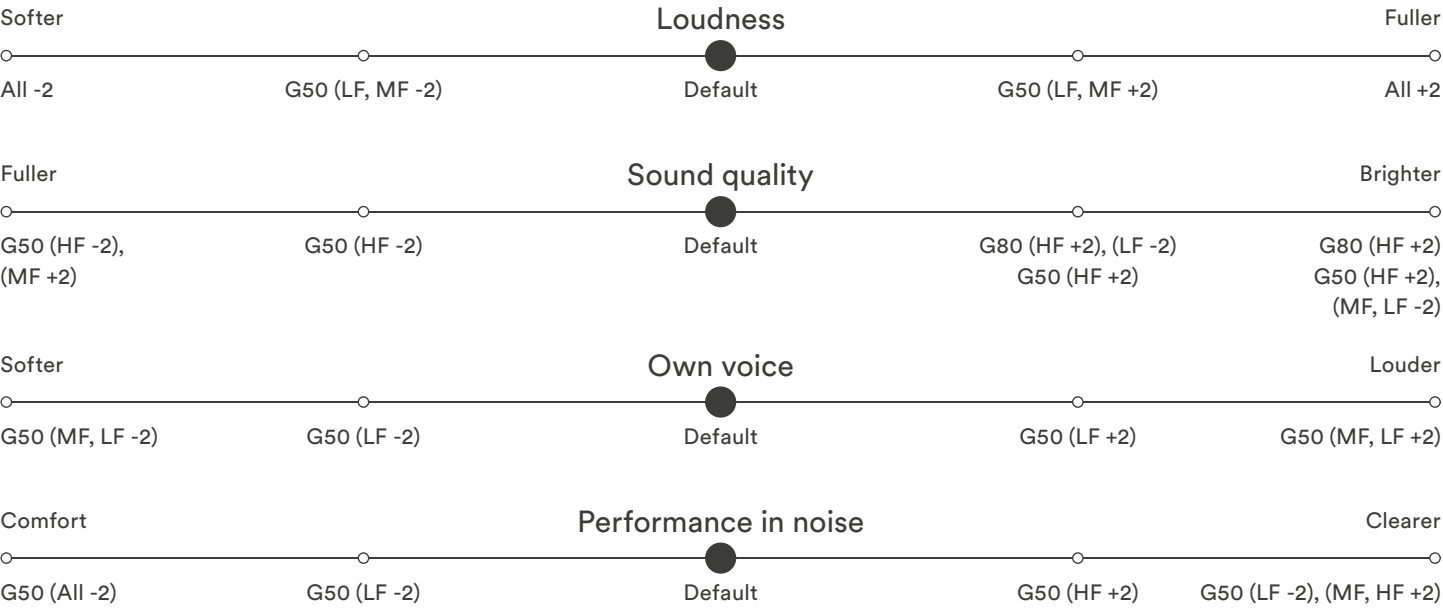 Softer Loudness Fuller
All -2 G50 (LF, MF -2) Default G50 (LF, MF +2) All +2
Fuller Sound quality Brighter
G50 (HF -2), G50 (HF -2) Default G80 (HF +2), (LF -2) G80 (HF +2)
(MF +2) G50 (HF +2) G50 (HF +2),
(MF, LF -2)
Softer Own voice Louder
G50 (MF, LF -2) G50 (LF -2) Default G50 (LF +2) G50 (MF, LF +2)
Comfort Performance in noise Clearer
G50 (All -2) G50 (LF -2) Default G50 (HF +2) G50 (LF -2), (MF, HF +2)